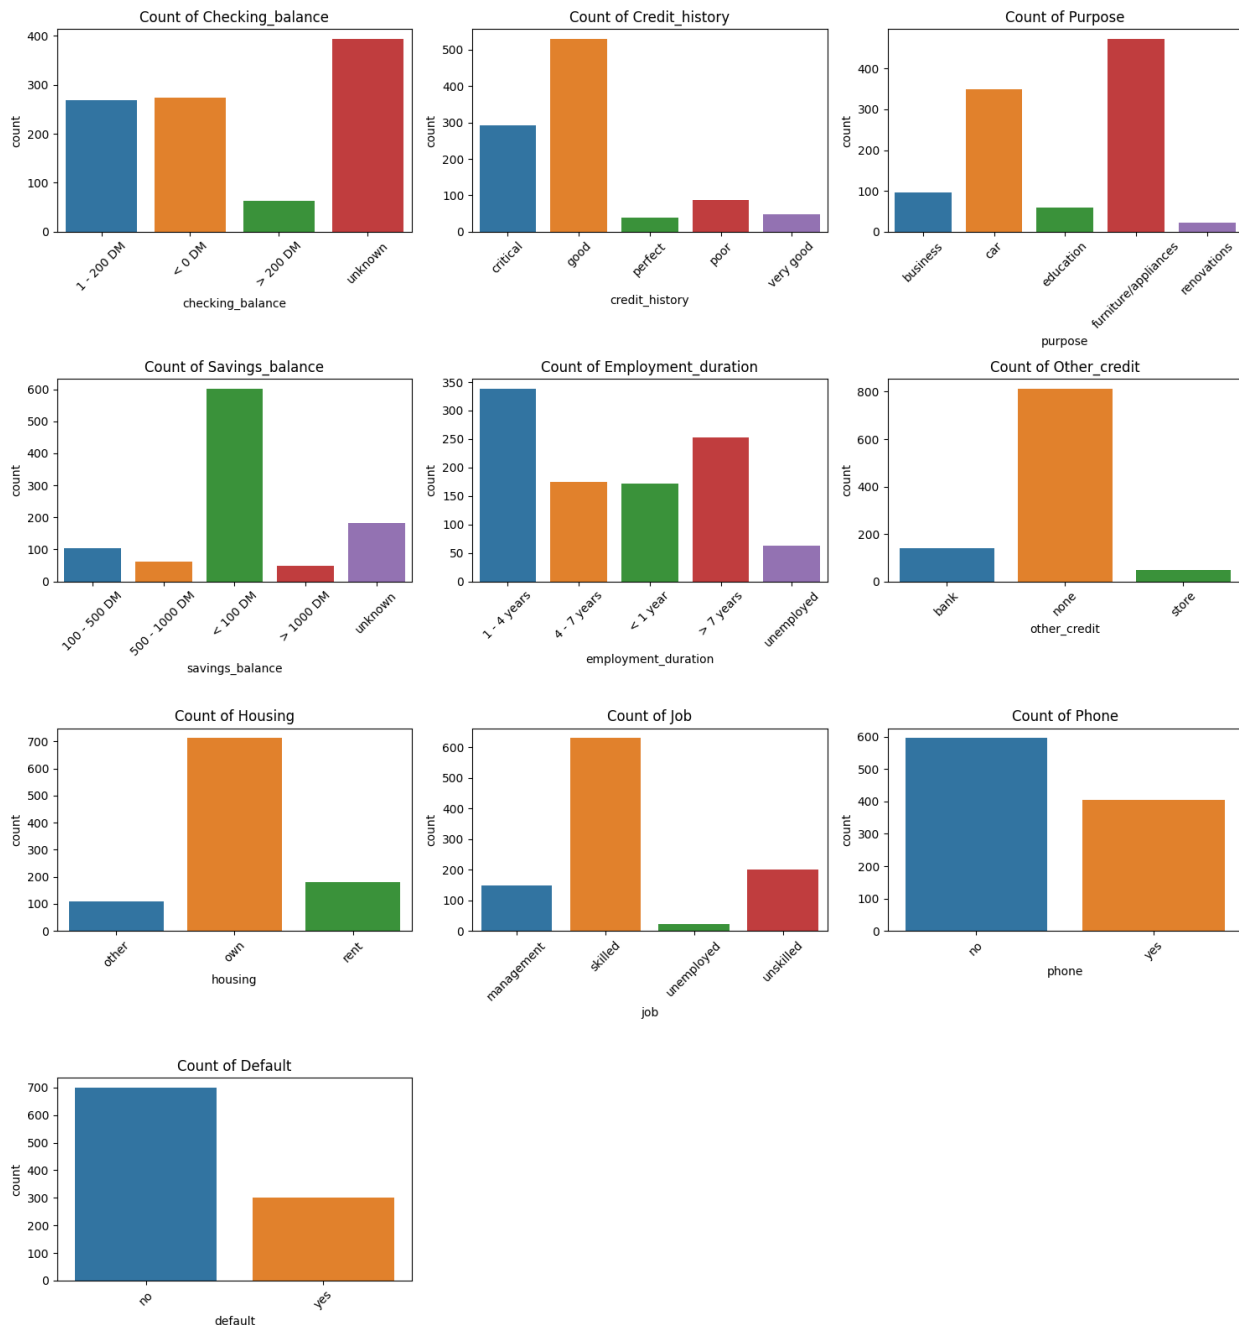 Count of Checking_balance
count
400
300
200
100
0
1 - 200 DM
< 0 DM
> 200 DM
unknown
checking_balance
Count of Credit_history
count
500
400
300
200
100
0
critical
good
perfect
poor
very good
credit_history
Count of Purpose
count
400
300
200
100
0
business
car
education
furniture/appliances
renovations
purpose
Count of Savings_balance
count
600
500
400
300
200
100
0
100 - 500 DM
500 - 1000 DM
< 100 DM
> 1000 DM
unknown
savings_balance
Count of Employment_duration
count
350
300
250
200
150
100
50
0
1 - 4 years
4 - 7 years
< 1 year
> 7 years
unemployed
employment_duration
Count of Other_credit
count
800
600
400
200
0
bank
none
store
other_credit
Count of Housing
count
700
600
500
400
300
200
100
0
other
own
rent
housing
Count of Job
count
600
500
400
300
200
100
0
management
skilled
unemployed
unskilled
job
Count of Phone
count
600
500
400
300
200
100
0
no
yes
phone
Count of Default
count
700
600
500
400
300
200
100
0
no
yes
default